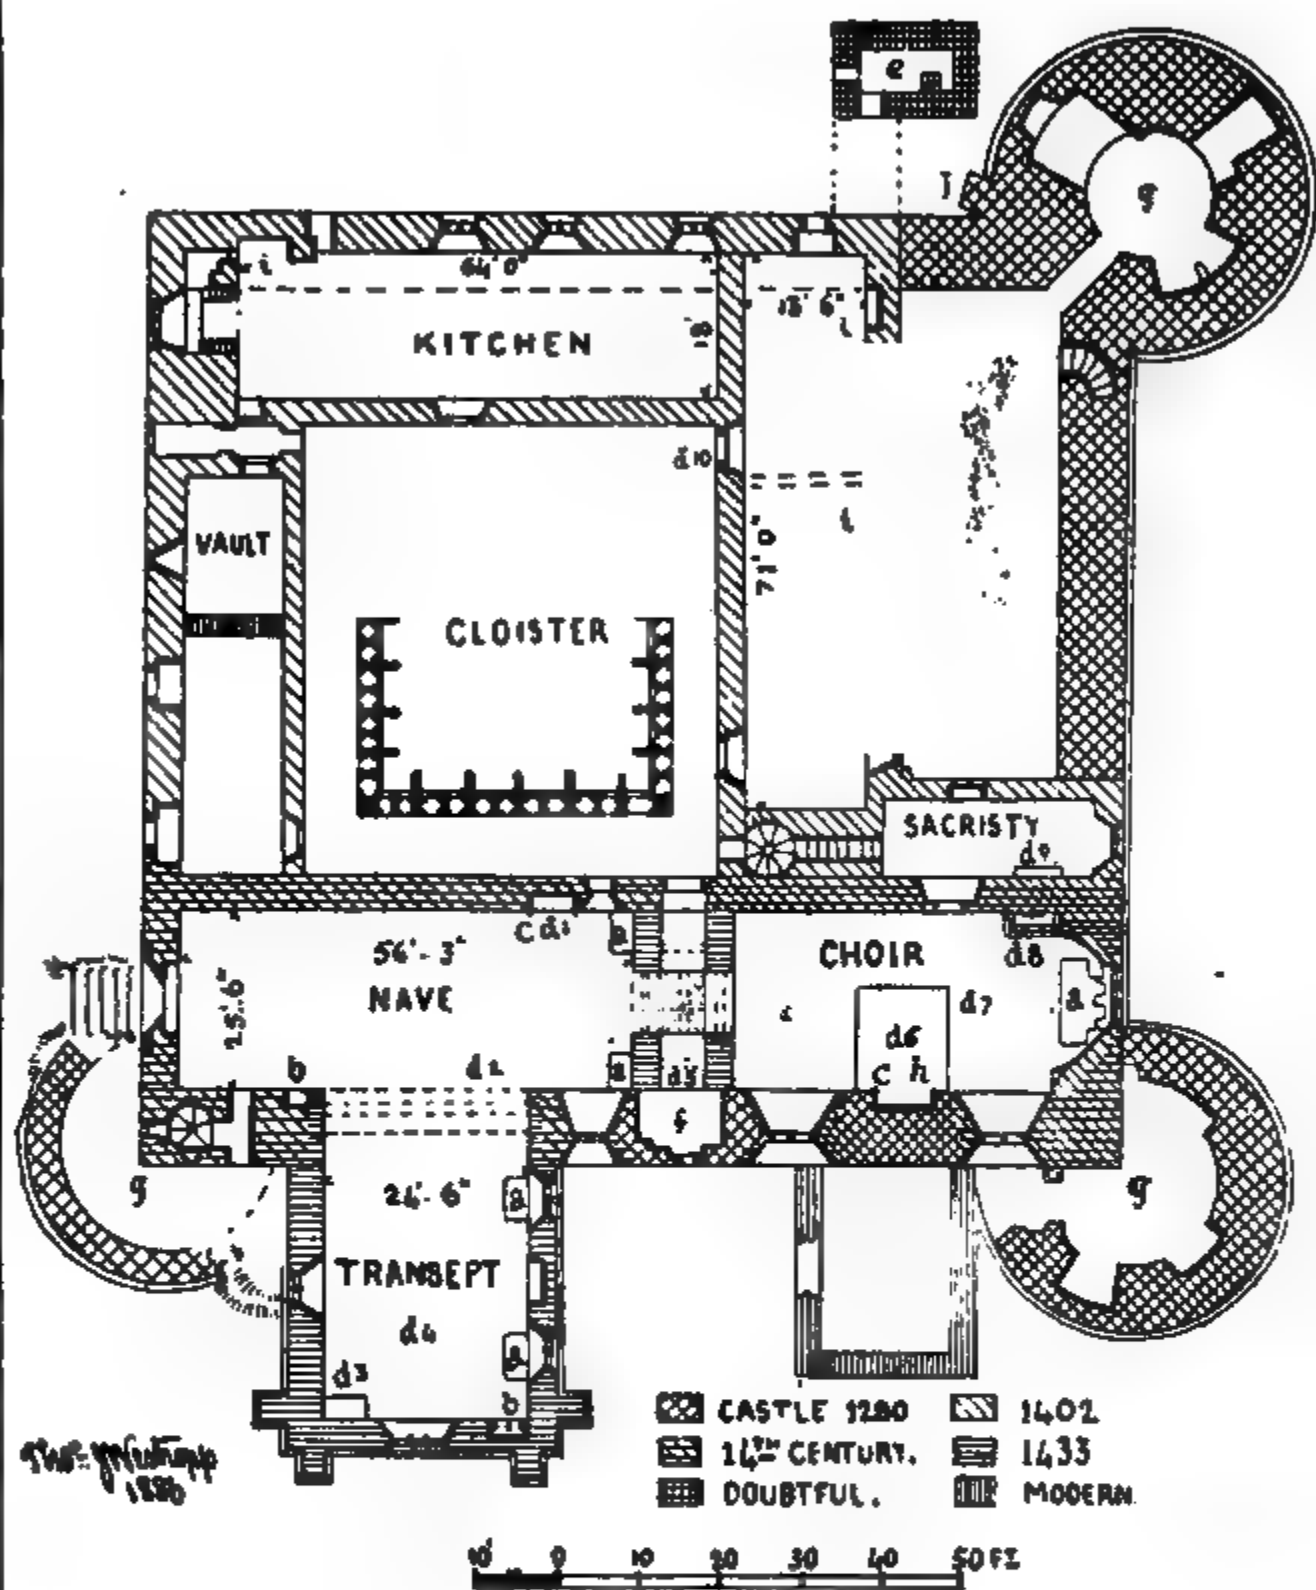 e
J
g
i
64' 0"
KITCHEN
18'
i
d10
71' 0"
VAULT
CLOISTER
SACRISTY
d9
c d1
a
56'- 3"
NAVE
25'. 6"
CHOIR
d8
a
d7
d6
c h
b
d2
a
d5
f
g
24'- 6"
a
g
TRANSEPT
d4
a
d3
b
CASTLE 1280
1402
14TH CENTURY.
1433
DOUBTFUL.
MODERN
10' 0 10 20 30 40 50 FT